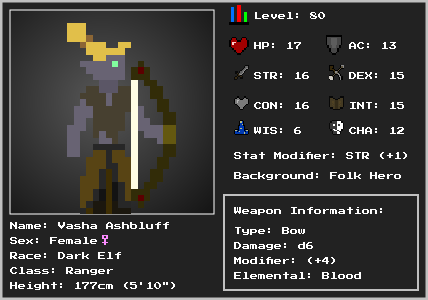 Level: 80
HP: 17 AC: 13
STR: 16 DEX: 15
CON: 16 INT: 15
WIS: 6 CHA: 12
Stat Modifier: STR (+1)
Background: Folk Hero
Name: Vasha Ashbluff
Sex: Female♀
Race: Dark Elf
Class: Ranger
Height: 177cm (5'10")
Weapon Information:
Type: Bow
Damage: d6
Modifier: (+4)
Elemental: Blood